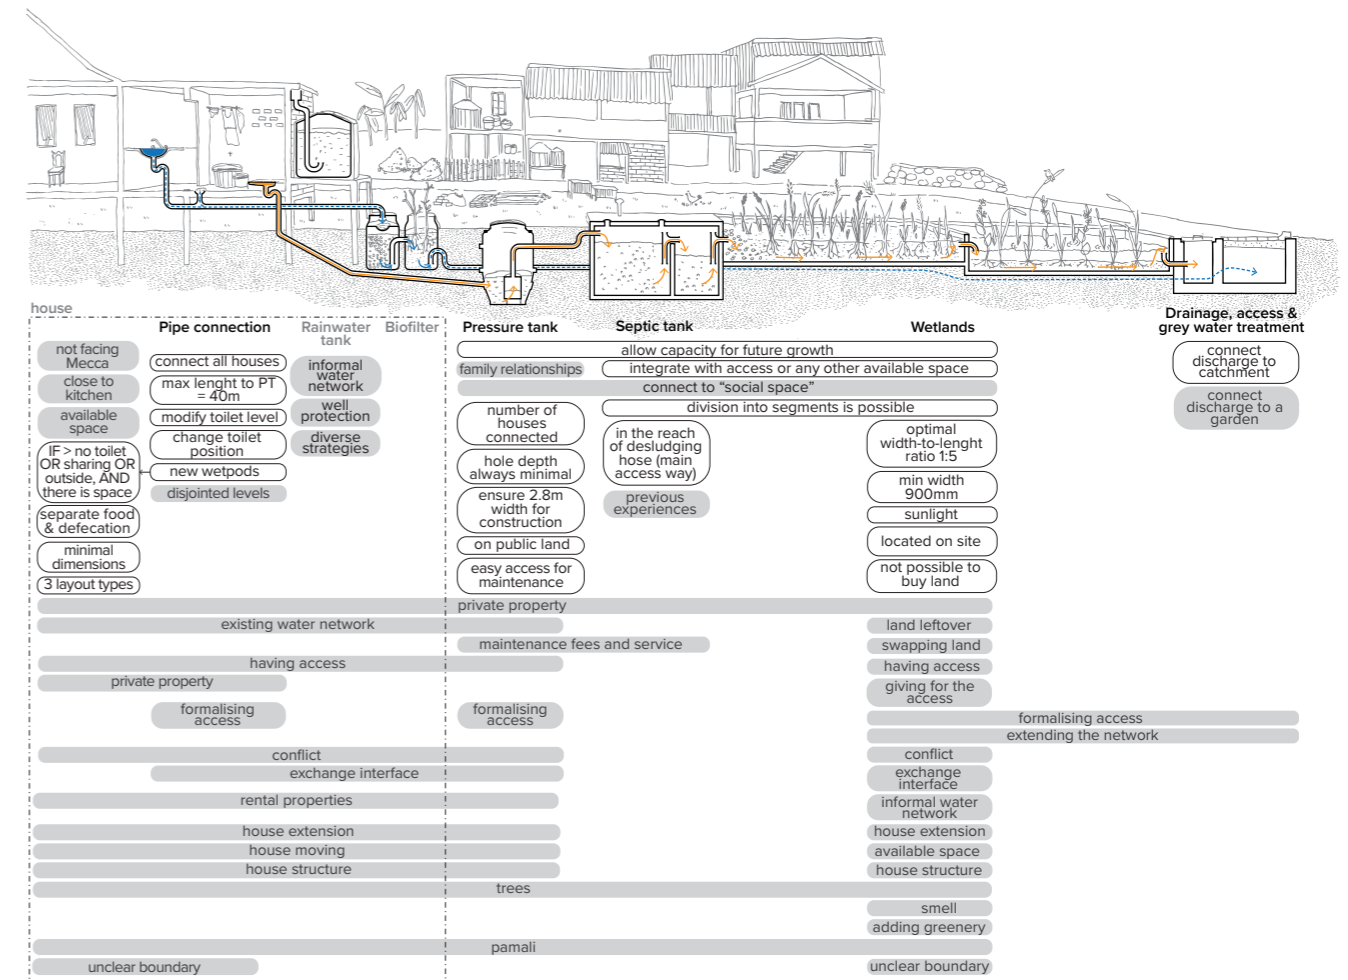 house
Pipe connection
Rainwater
tank
Biofilter
Pressure tank
Septic tank
Wetlands
Drainage, access &
grey water treatment
not facing
Mecca
close to
kitchen
available
space
IF > no toilet
OR sharing OR
outside, AND
there is space
separate food
& defecation
minimal
dimensions
3 layout types
connect all houses
max lenght to PT
= 40m
modify toilet level
change toilet
position
new wetpods
disjointed levels
informal
water
network
well
protection
diverse
strategies
allow capacity for future growth
family relationships
integrate with access or any other available space
connect to “social space”
division into segments is possible
number of
houses
connected
hole depth
always minimal
ensure 2.8m
width for
construction
on public land
easy access for
maintenance
in the reach
of desludging
hose (main
access way)
previous
experiences
optimal
width-to-lenght
ratio 1:5
min width
900mm
sunlight
located on site
not possible to
buy land
connect
discharge to
catchment
connect
discharge to a
garden
private property
existing water network
land leftover
maintenance fees and service
swapping land
having access
having access
private property
giving for the
access
formalising
access
formalising
access
formalising access
extending the network
conflict
conflict
exchange interface
exchange
interface
rental properties
informal water
network
house extension
house extension
house moving
available space
house structure
house structure
trees
smell
adding greenery
pamali
unclear boundary
unclear boundary